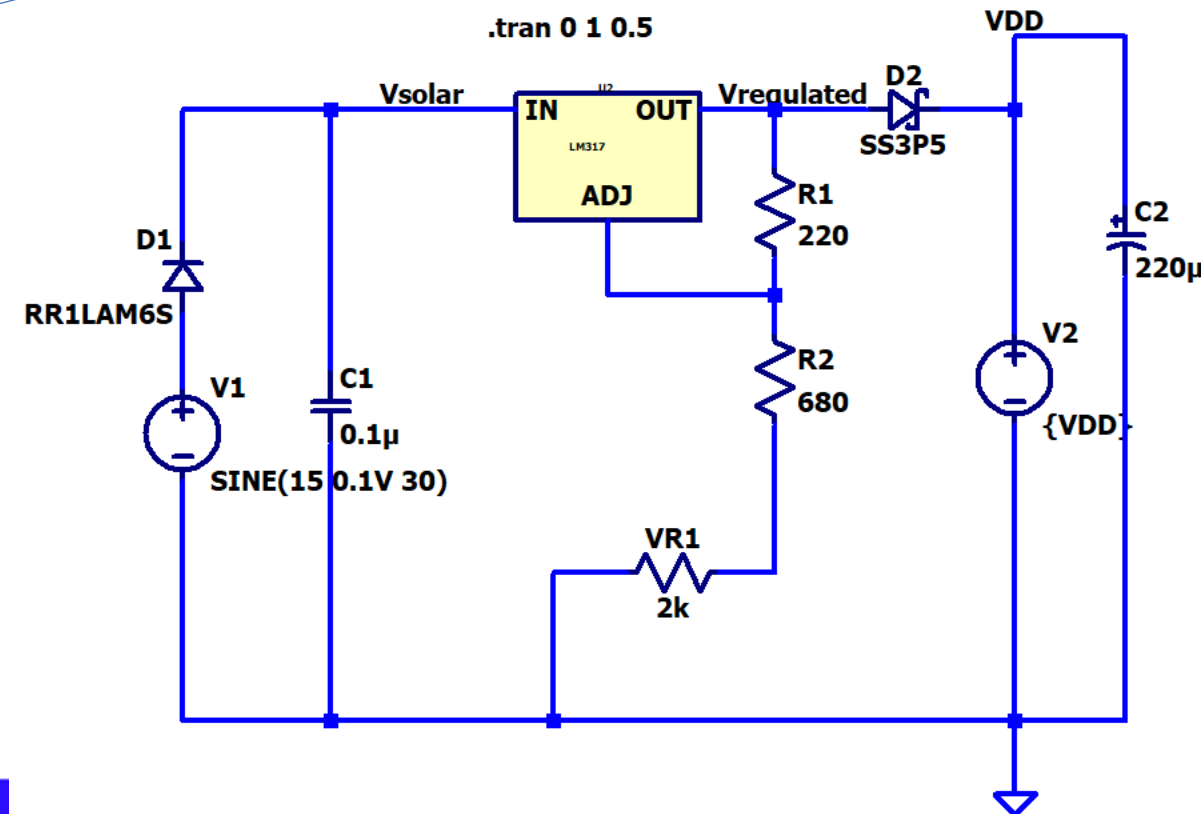 .tran 0 1 0.5
VDD
Vsolar
U2
IN
OUT
LM317
ADJ
Vregulated
D2
SS3P5
R1
220
C2
220µ
D1
RR1LAM6S
V1
SINE(15 0.1V 30)
C1
0.1µ
R2
680
V2
{VDD}
VR1
2k